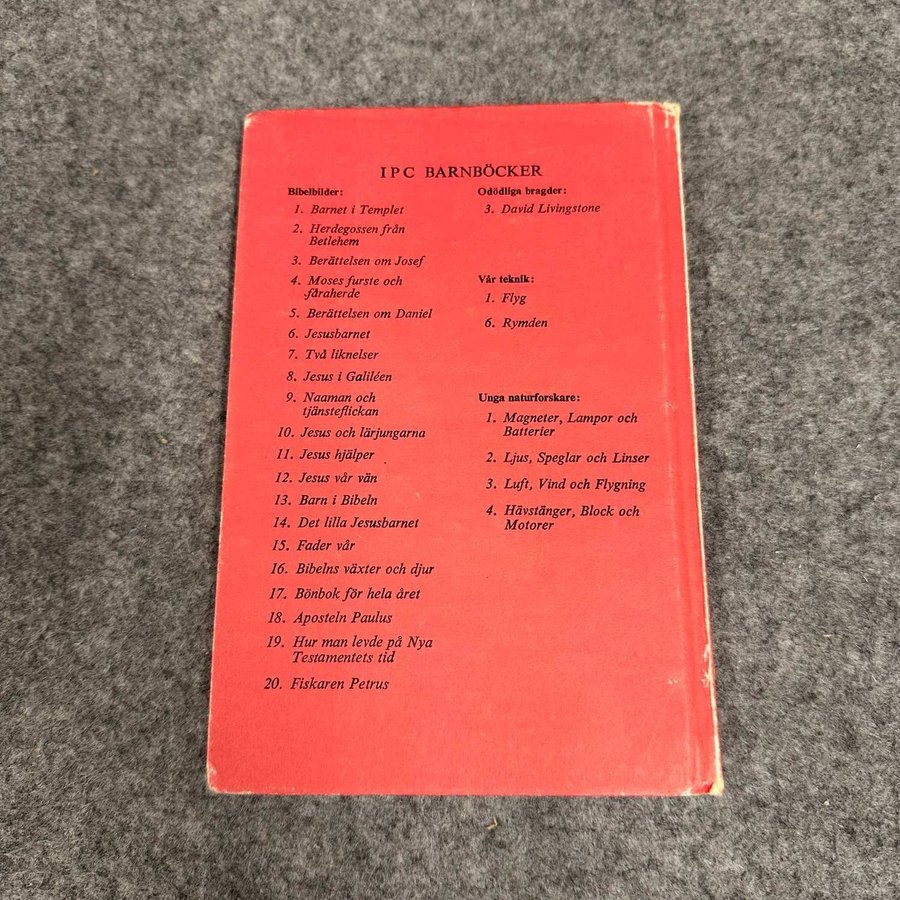 IPC BARNBÖCKER
Bibelbilder:
1. Barnet i Templet
2. Herdegossen från
Betlehem
3. Berättelsen om Josef
4. Moses furste och
fåraherde
5. Berättelsen om Daniel
6. Jesusbarnet
7. Två liknelser
8. Jesus i Galiléen
9. Naaman och
tjänsteflickan
10. Jesus och lärjungarna
11. Jesus hjälper
12. Jesus vår vän
13. Barn i Bibeln
14. Det lilla Jesusbarnet
15. Fader vår
16. Bibelns växter och djur
17. Bönbok för hela året
18. Aposteln Paulus
19. Hur man levde på Nya
Testamentets tid
20. Fiskaren Petrus
Odödliga bragder:
3. David Livingstone
Vår teknik:
1. Flyg
6. Rymden
Unga naturforskare:
1. Magneter, Lampor och
Batterier
2. Ljus, Speglar och Linser
3. Luft, Vind och Flygning
4. Hävstänger, Block och
Motorer